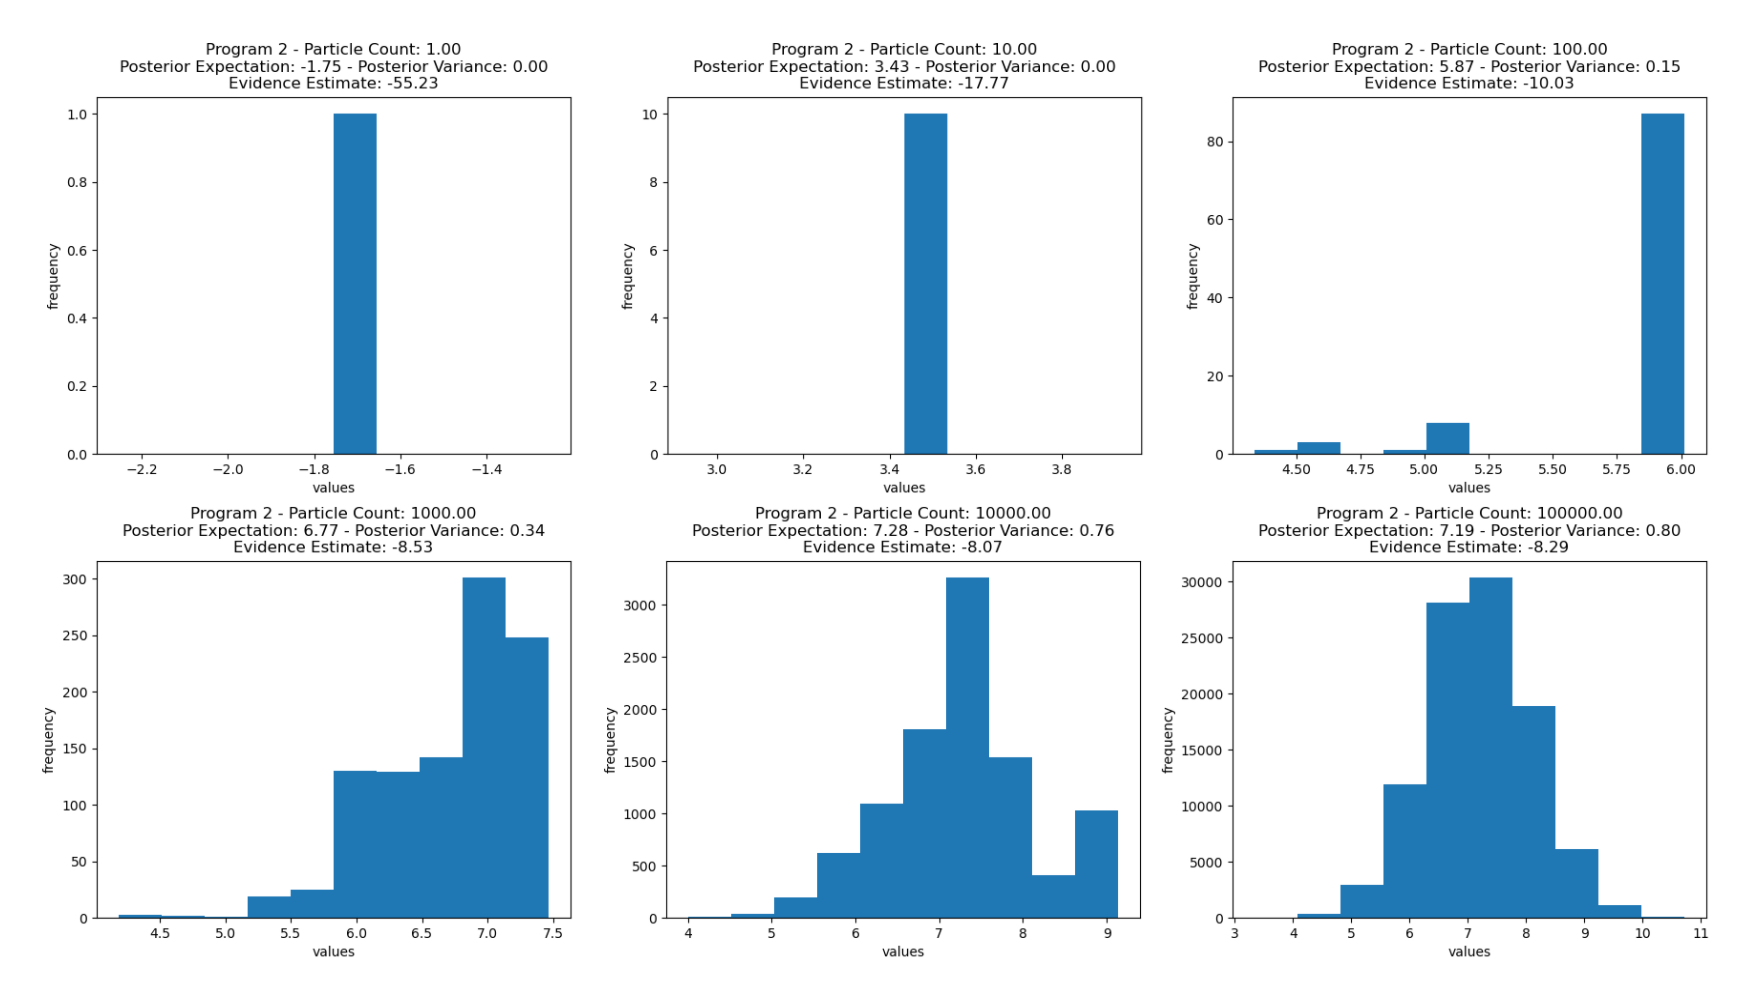 Program 2 - Particle Count: 1.00
Posterior Expectation: -1.75 - Posterior Variance: 0.00
Evidence Estimate: -55.23
frequency
1.0
0.8
0.6
0.4
0.2
0.0
−2.2 −2.0 −1.8 −1.6 −1.4
values
Program 2 - Particle Count: 10.00
Posterior Expectation: 3.43 - Posterior Variance: 0.00
Evidence Estimate: -17.77
frequency
10
8
6
4
2
0
3.0 3.2 3.4 3.6 3.8
values
Program 2 - Particle Count: 100.00
Posterior Expectation: 5.87 - Posterior Variance: 0.15
Evidence Estimate: -10.03
frequency
80
60
40
20
0
4.50 4.75 5.00 5.25 5.50 5.75 6.00
values
Program 2 - Particle Count: 1000.00
Posterior Expectation: 6.77 - Posterior Variance: 0.34
Evidence Estimate: -8.53
frequency
300
250
200
150
100
50
0
4.5 5.0 5.5 6.0 6.5 7.0 7.5
values
Program 2 - Particle Count: 10000.00
Posterior Expectation: 7.28 - Posterior Variance: 0.76
Evidence Estimate: -8.07
frequency
3000
2500
2000
1500
1000
500
0
4 5 6 7 8 9
values
Program 2 - Particle Count: 100000.00
Posterior Expectation: 7.19 - Posterior Variance: 0.80
Evidence Estimate: -8.29
frequency
30000
25000
20000
15000
10000
5000
0
3 4 5 6 7 8 9 10 11
values